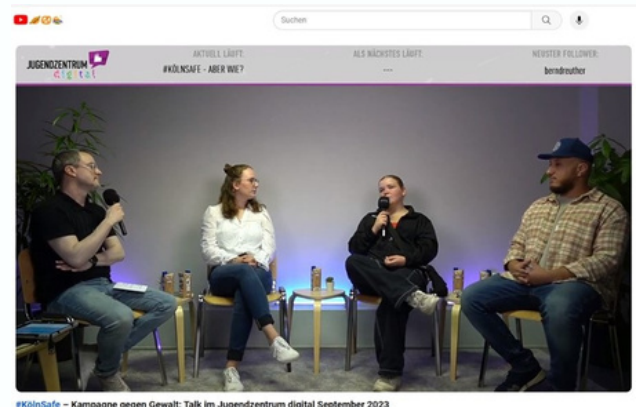 Suchen
JUGENDZENTRUM
digital
AKTUELL LÄUFT:
#KÖLNSAFE - ABER WIE?
ALS NÄCHSTES LÄUFT:
---
NEUSTER FOLLOWER:
berndreuther
#KölnSafe – Kampagne gegen Gewalt: Talk im Jugendzentrum digital September 2023